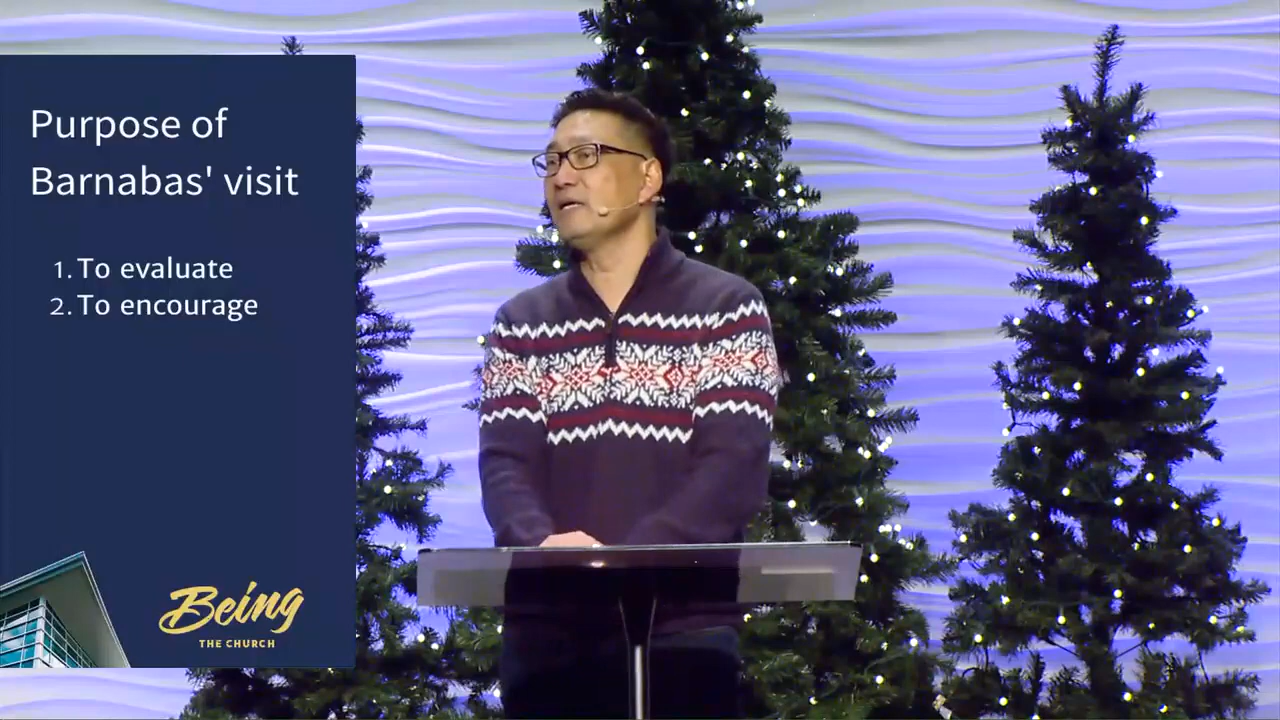 Purpose of
Barnabas' visit
1. To evaluate
2. To encourage
Being
THE CHURCH